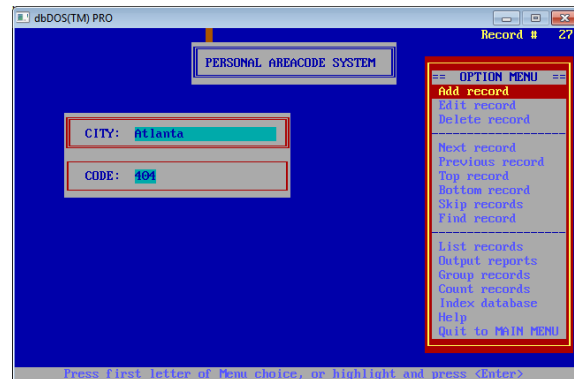 dbDOS(TM) PRO
Record # 27
PERSONAL AREACODE SYSTEM
== OPTION MENU ==
Add record
Edit record
Delete record
Next record
Previous record
Top record
Bottom record
Skip records
Find record
List records
Output reports
Group records
Count records
Index database
Help
Quit to MAIN MENU
CITY: Atlanta
CODE: 404
Press first letter of Menu choice, or highlight and press <Enter>